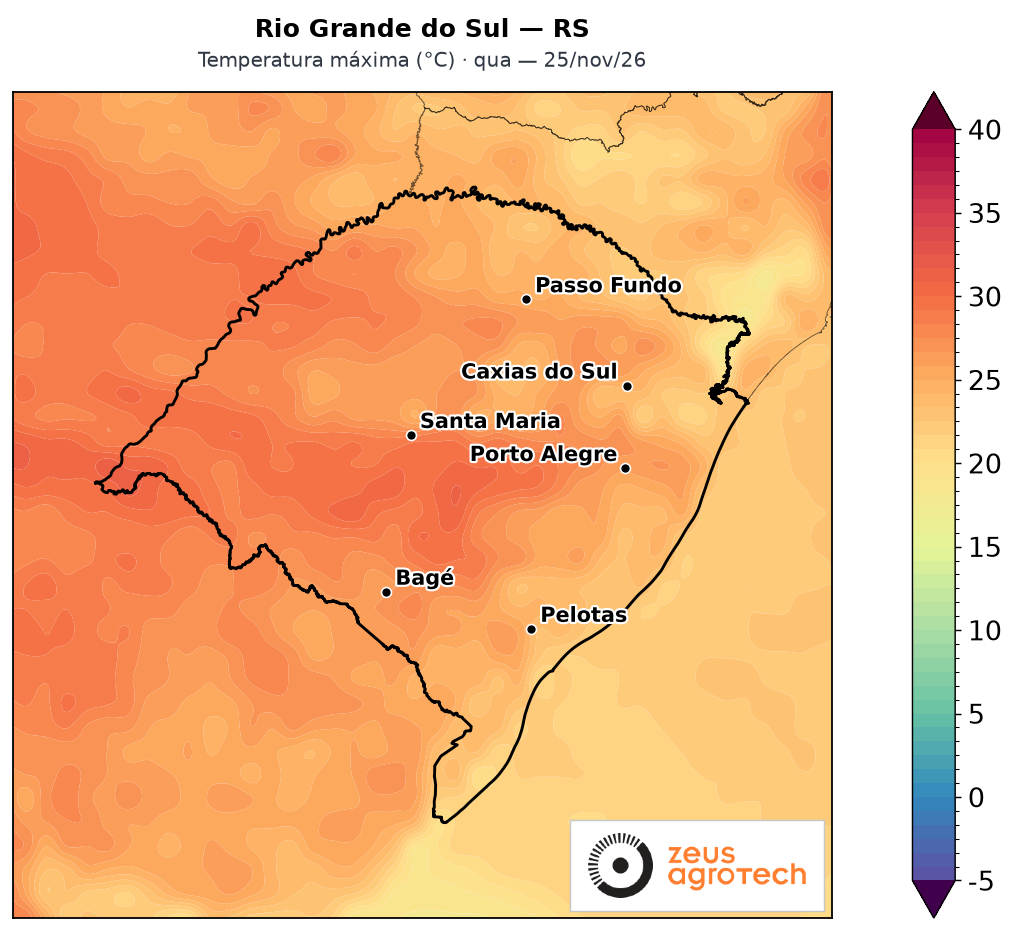 Rio Grande do Sul — RS
Temperatura máxima (°C) · qua — 25/nov/26
Passo Fundo
Caxias do Sul
Santa Maria
Porto Alegre
Bagé
Pelotas
40
35
30
25
20
15
10
5
0
-5
zeus
agrotech